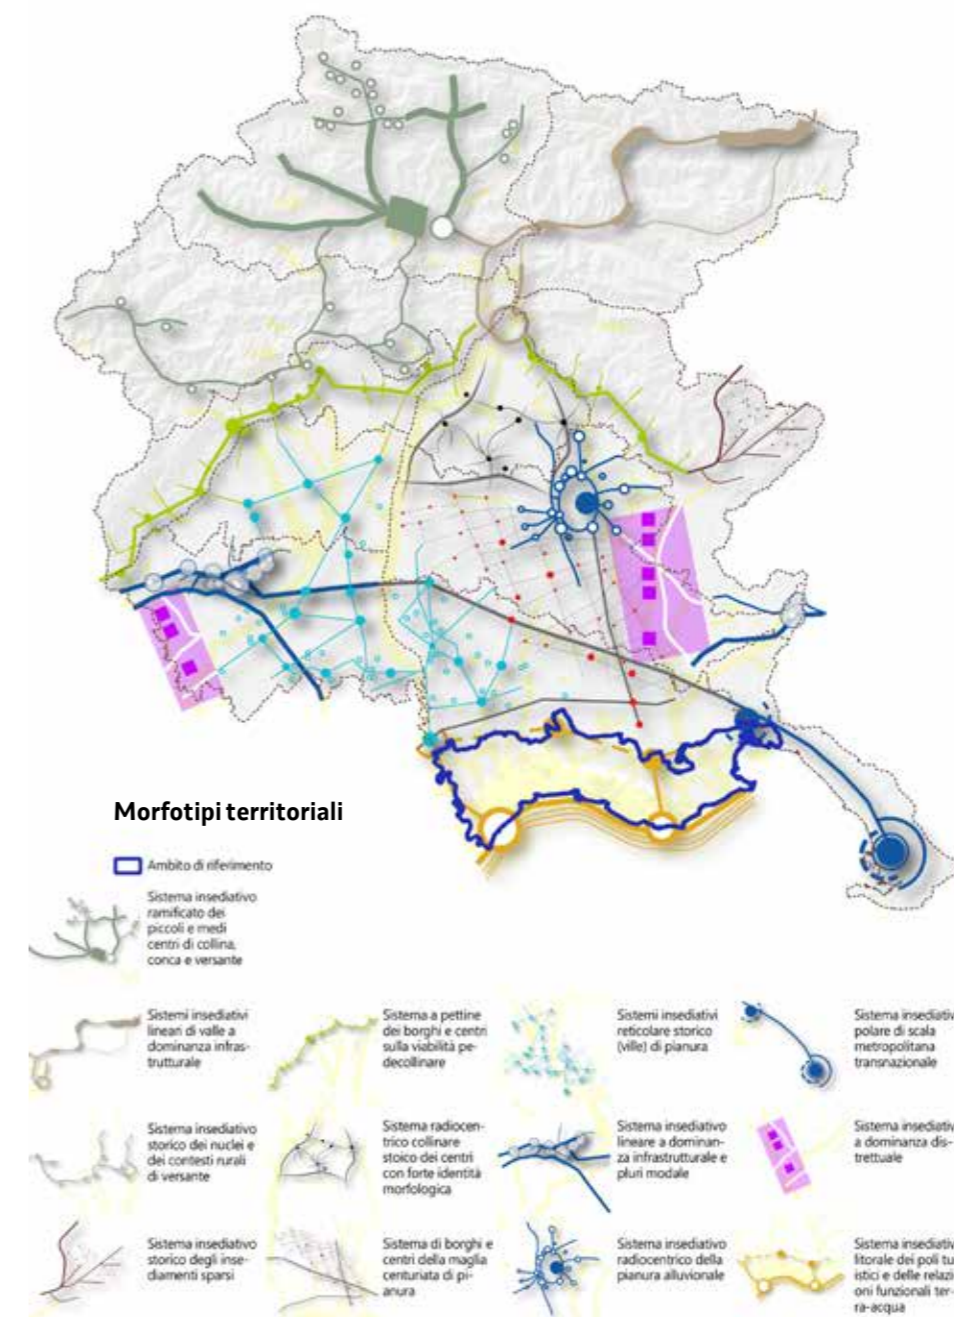 Morfotipi territoriali
Ambito di riferimento
Sistema insediativo
ramificato dei
piccoli e medi
centri di collina,
conca e versante
Sistemi insediativi
lineari di valle a
dominanza infras-
trutturale
Sistema a pettine
dei borghi e centri
sulla viabilità pe-
decollinare
Sistemi insediativi
reticolare storico
(ville) di pianura
Sistema insediativ
polare di scala
metropolitana
transnazionale
Sistema insediativo
storico dei nuclei e
dei contesti rurali
di versante
Sistema radiocen-
trico collinare
stoico dei centri
con forte identità
morfologica
Sistema insediativo
lineare a dominan-
za infrastrutturale e
pluri modale
Sistema insediativ
a dominanza dis-
trettuale
Sistema insediativo
storico degli inse-
diamenti sparsi
Sistema di borghi e
centri della maglia
centuriata di pi-
anura
Sistema insediativo
radiocentrico della
pianura alluvionale
Sistema insediativ
litorale dei poli tu
istici e delle relazi
oni funzionali ter-
ra-acqua